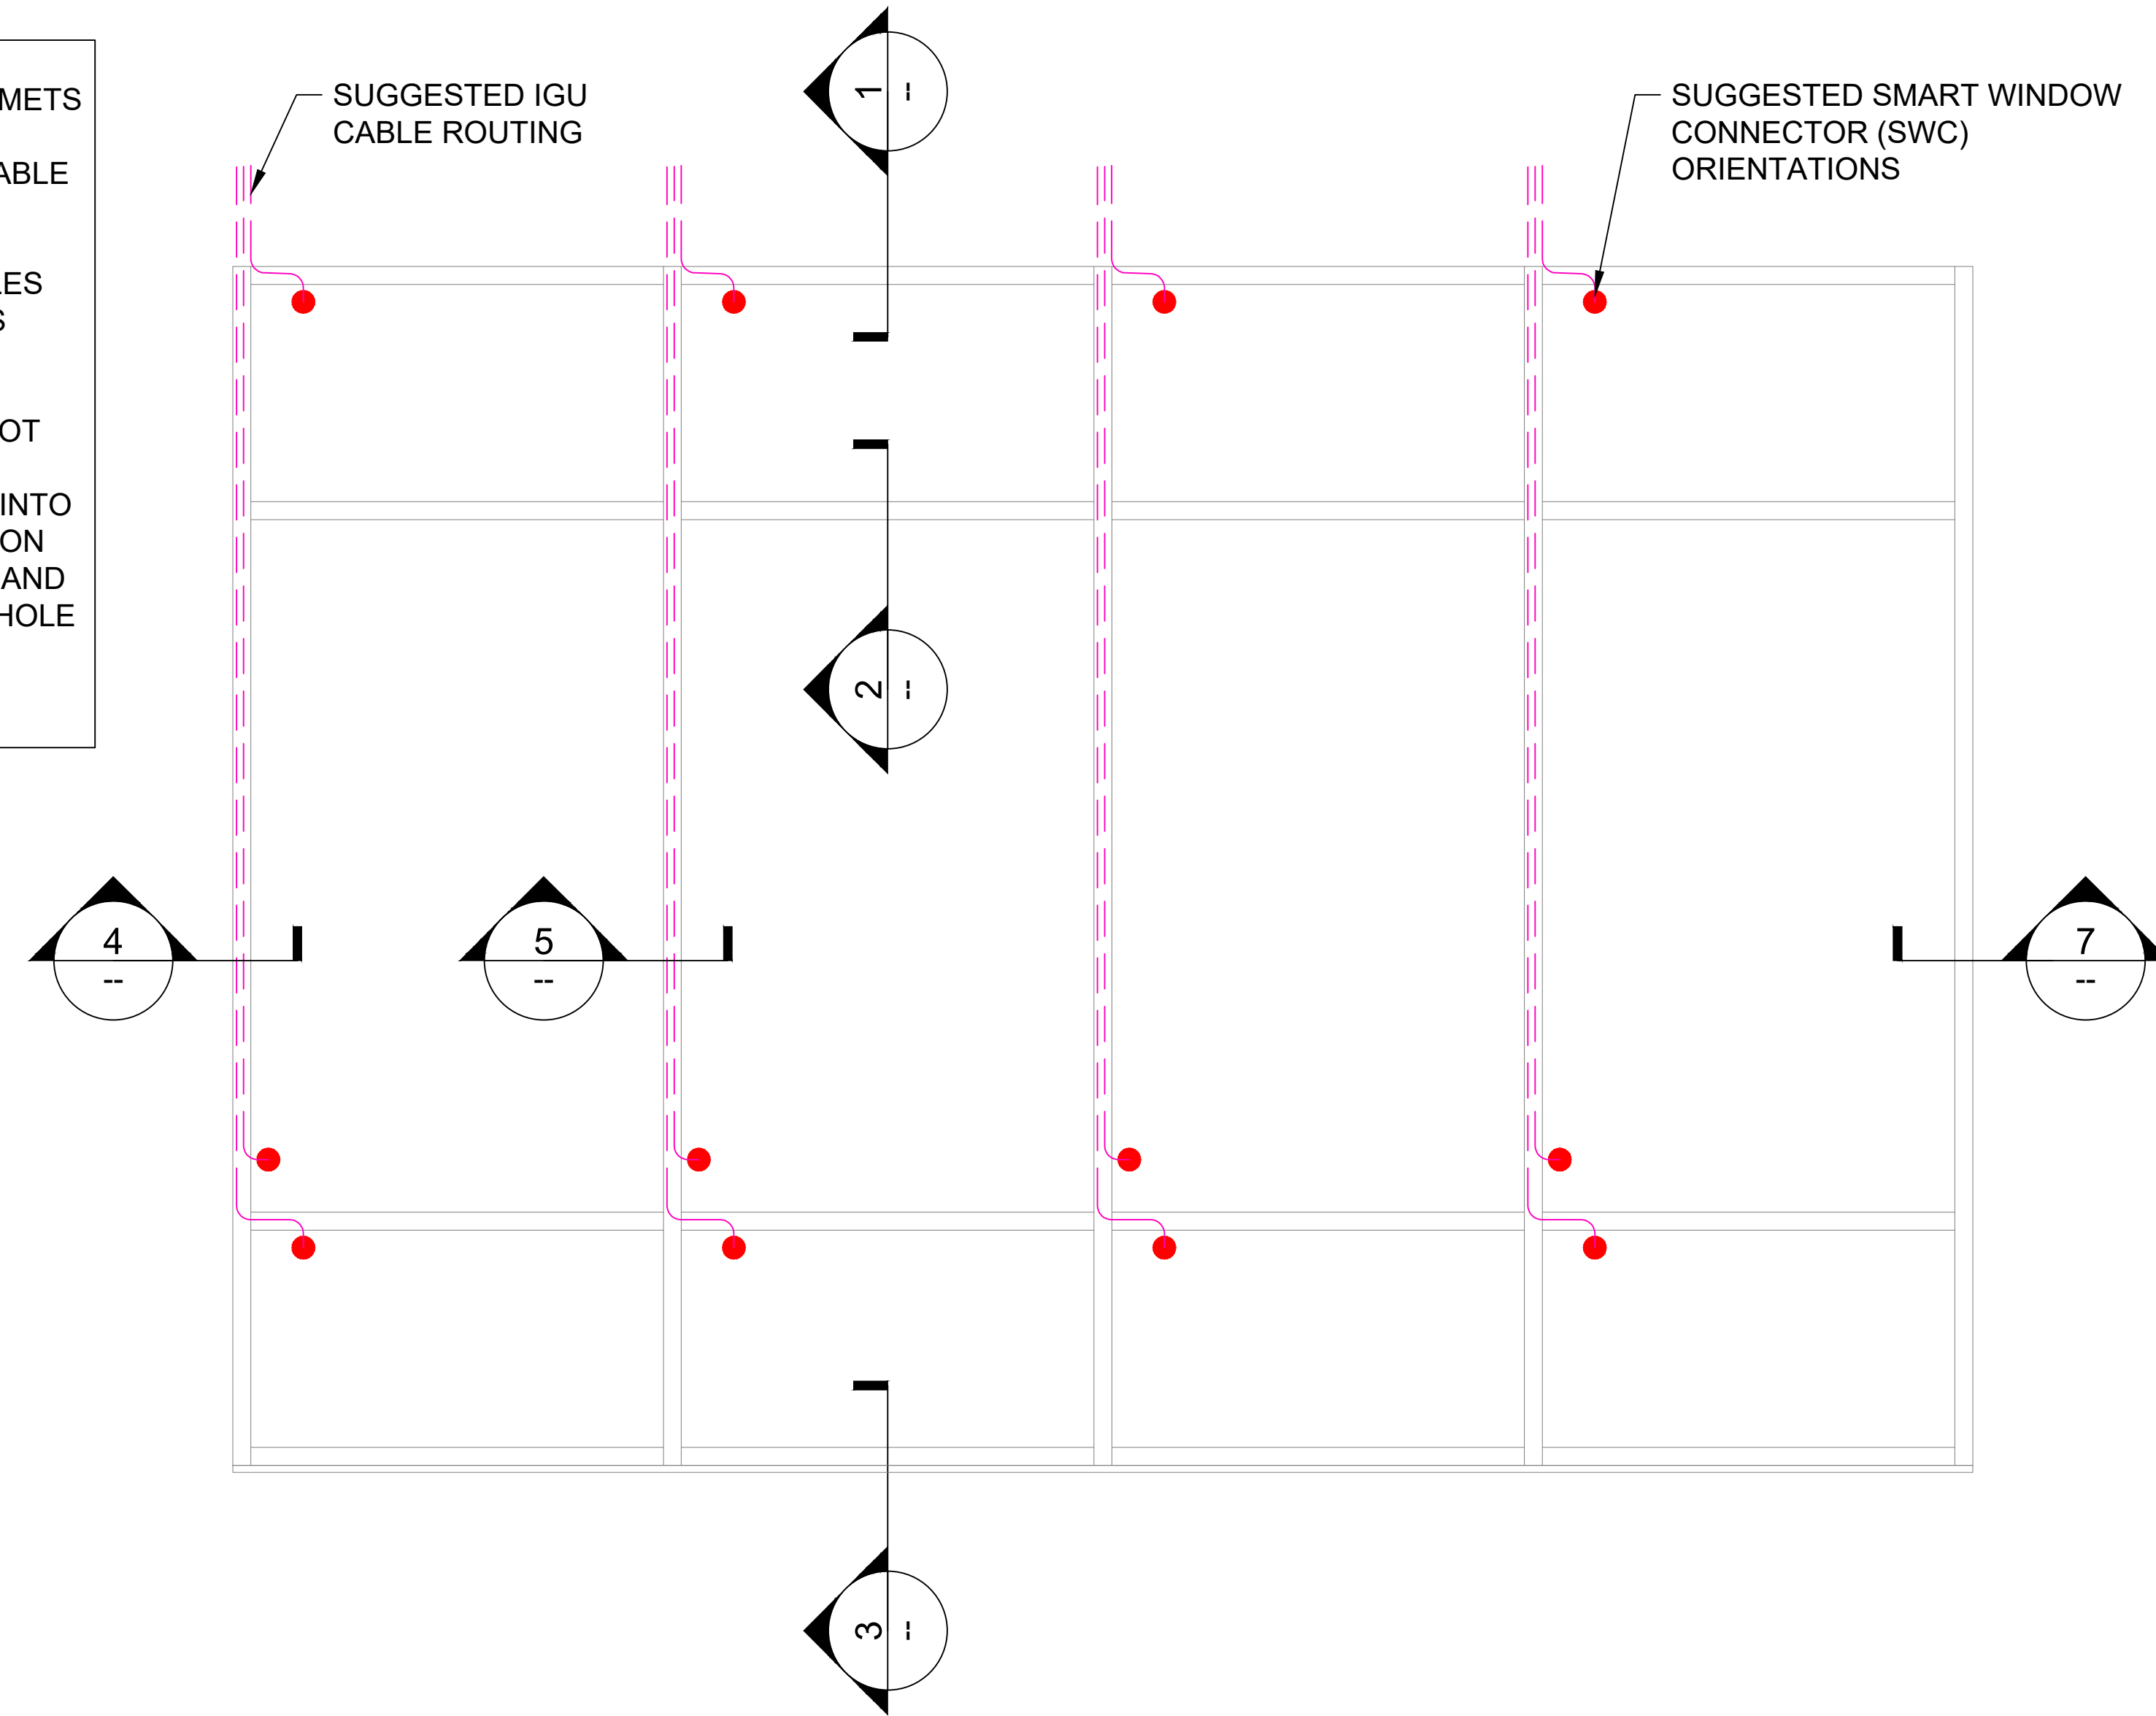 METS
ABLE
OT
INTO
ON
AND
HOLE
SUGGESTED IGU
CABLE ROUTING
SUGGESTED SMART WINDOW
CONNECTOR (SWC)
ORIENTATIONS
1
--
2
--
4
--
5
--
7
--
3
--